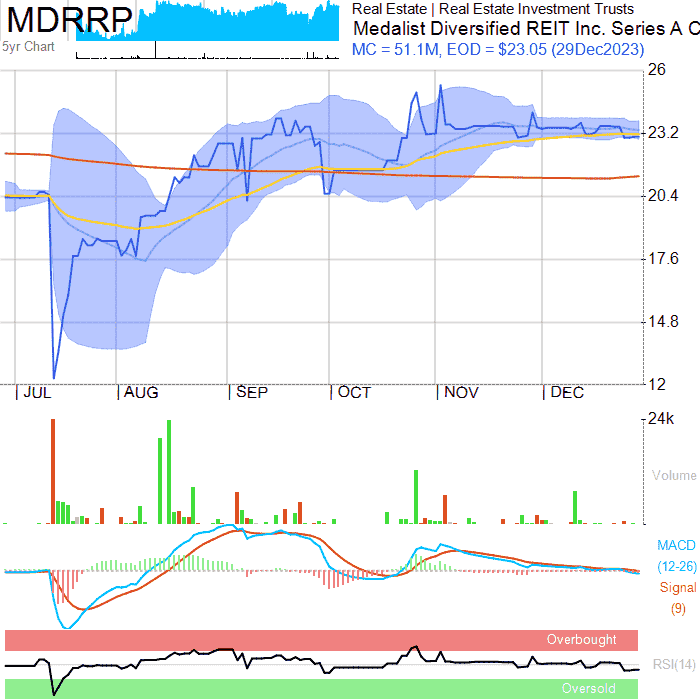 MDRRP
5yr Chart
Real Estate | Real Estate Investment Trusts
Medalist Diversified REIT Inc. Series A C
MC = 51.1M, EOD = $23.05 (29Dec2023)
26
23.2
20.4
17.6
14.8
12
JUL
AUG
SEP
OCT
NOV
DEC
24k
Volume
MACD
(12-26)
Signal
(9)
Overbought
RSI(14)
Oversold